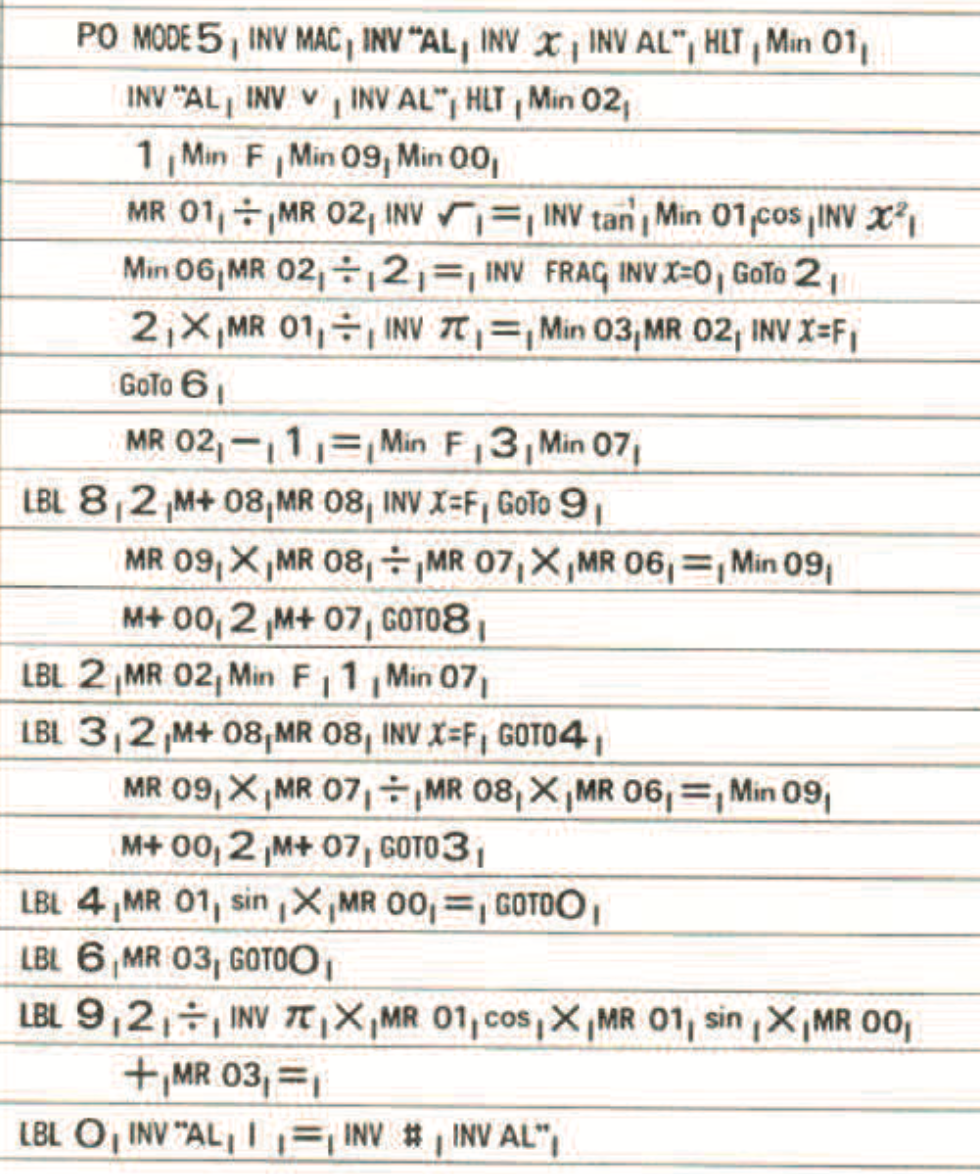 PO MODE 5 | INV MAC | INV "AL | INV x | INV AL" | HLT | Min 01 |
INV "AL | INV v | INV AL" | HLT | Min 02 |
1 | Min F | Min 09 | Min 00 |
MR 01 | ÷ | MR 02 | INV √ | = | INV tan⁻¹ | Min 01 | cos | INV x² |
Min 06 | MR 02 | ÷ | 2 | = | INV FRAC | INV x=0 | GoTo 2 |
2 | × | MR 01 | ÷ | INV π | = | Min 03 | MR 02 | INV x=F |
GoTo 6 |
MR 02 | − | 1 | = | Min F | 3 | Min 07 |
LBL 8 | 2 | M+ 08 | MR 08 | INV x=F | GoTo 9 |
MR 09 | × | MR 08 | ÷ | MR 07 | × | MR 06 | = | Min 09 |
M+ 00 | 2 | M+ 07 | GOTO 8 |
LBL 2 | MR 02 | Min F | 1 | Min 07 |
LBL 3 | 2 | M+ 08 | MR 08 | INV x=F | GOTO 4 |
MR 09 | × | MR 07 | ÷ | MR 08 | × | MR 06 | = | Min 09 |
M+ 00 | 2 | M+ 07 | GOTO 3 |
LBL 4 | MR 01 | sin | × | MR 00 | = | GOTO 0 |
LBL 6 | MR 03 | GOTO 0 |
LBL 9 | 2 | ÷ | INV π | × | MR 01 | cos | × | MR 01 | sin | × | MR 00 |
+ | MR 03 | = |
LBL 0 | INV "AL | I | = | INV # | INV AL" |